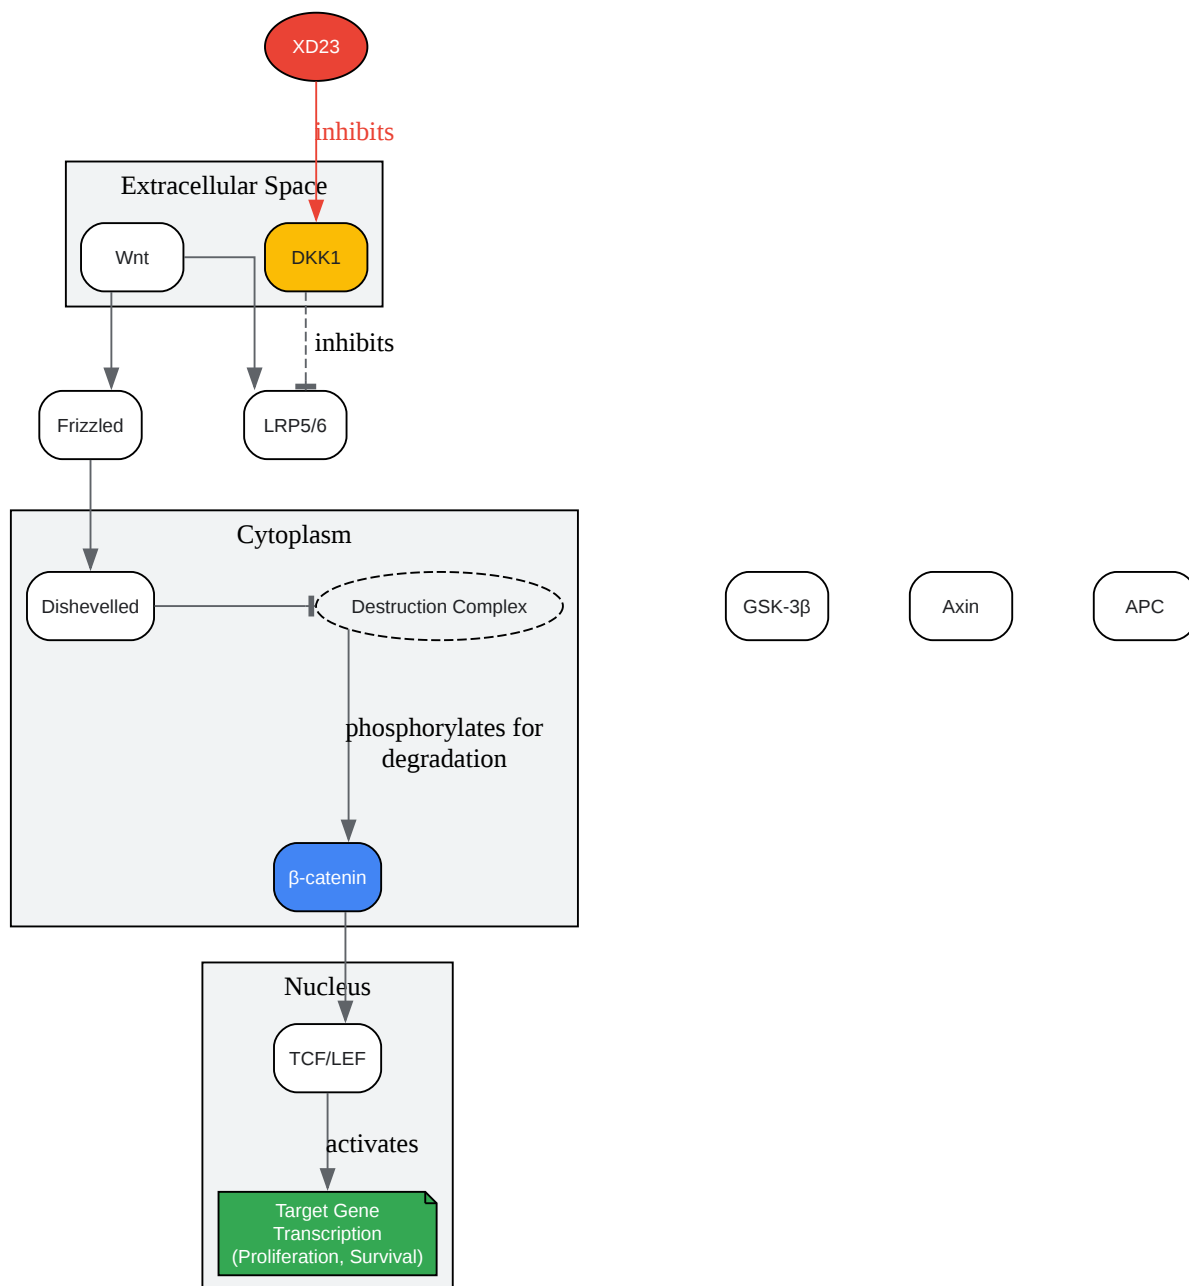 XD23
inhibits
Extracellular Space
Wnt
DKK1
inhibits
Frizzled
LRP5/6
Cytoplasm
Dishevelled
Destruction Complex
GSK-3β
Axin
APC
phosphorylates for
degradation
β-catenin
Nucleus
TCF/LEF
activates
Target Gene
Transcription
(Proliferation, Survival)